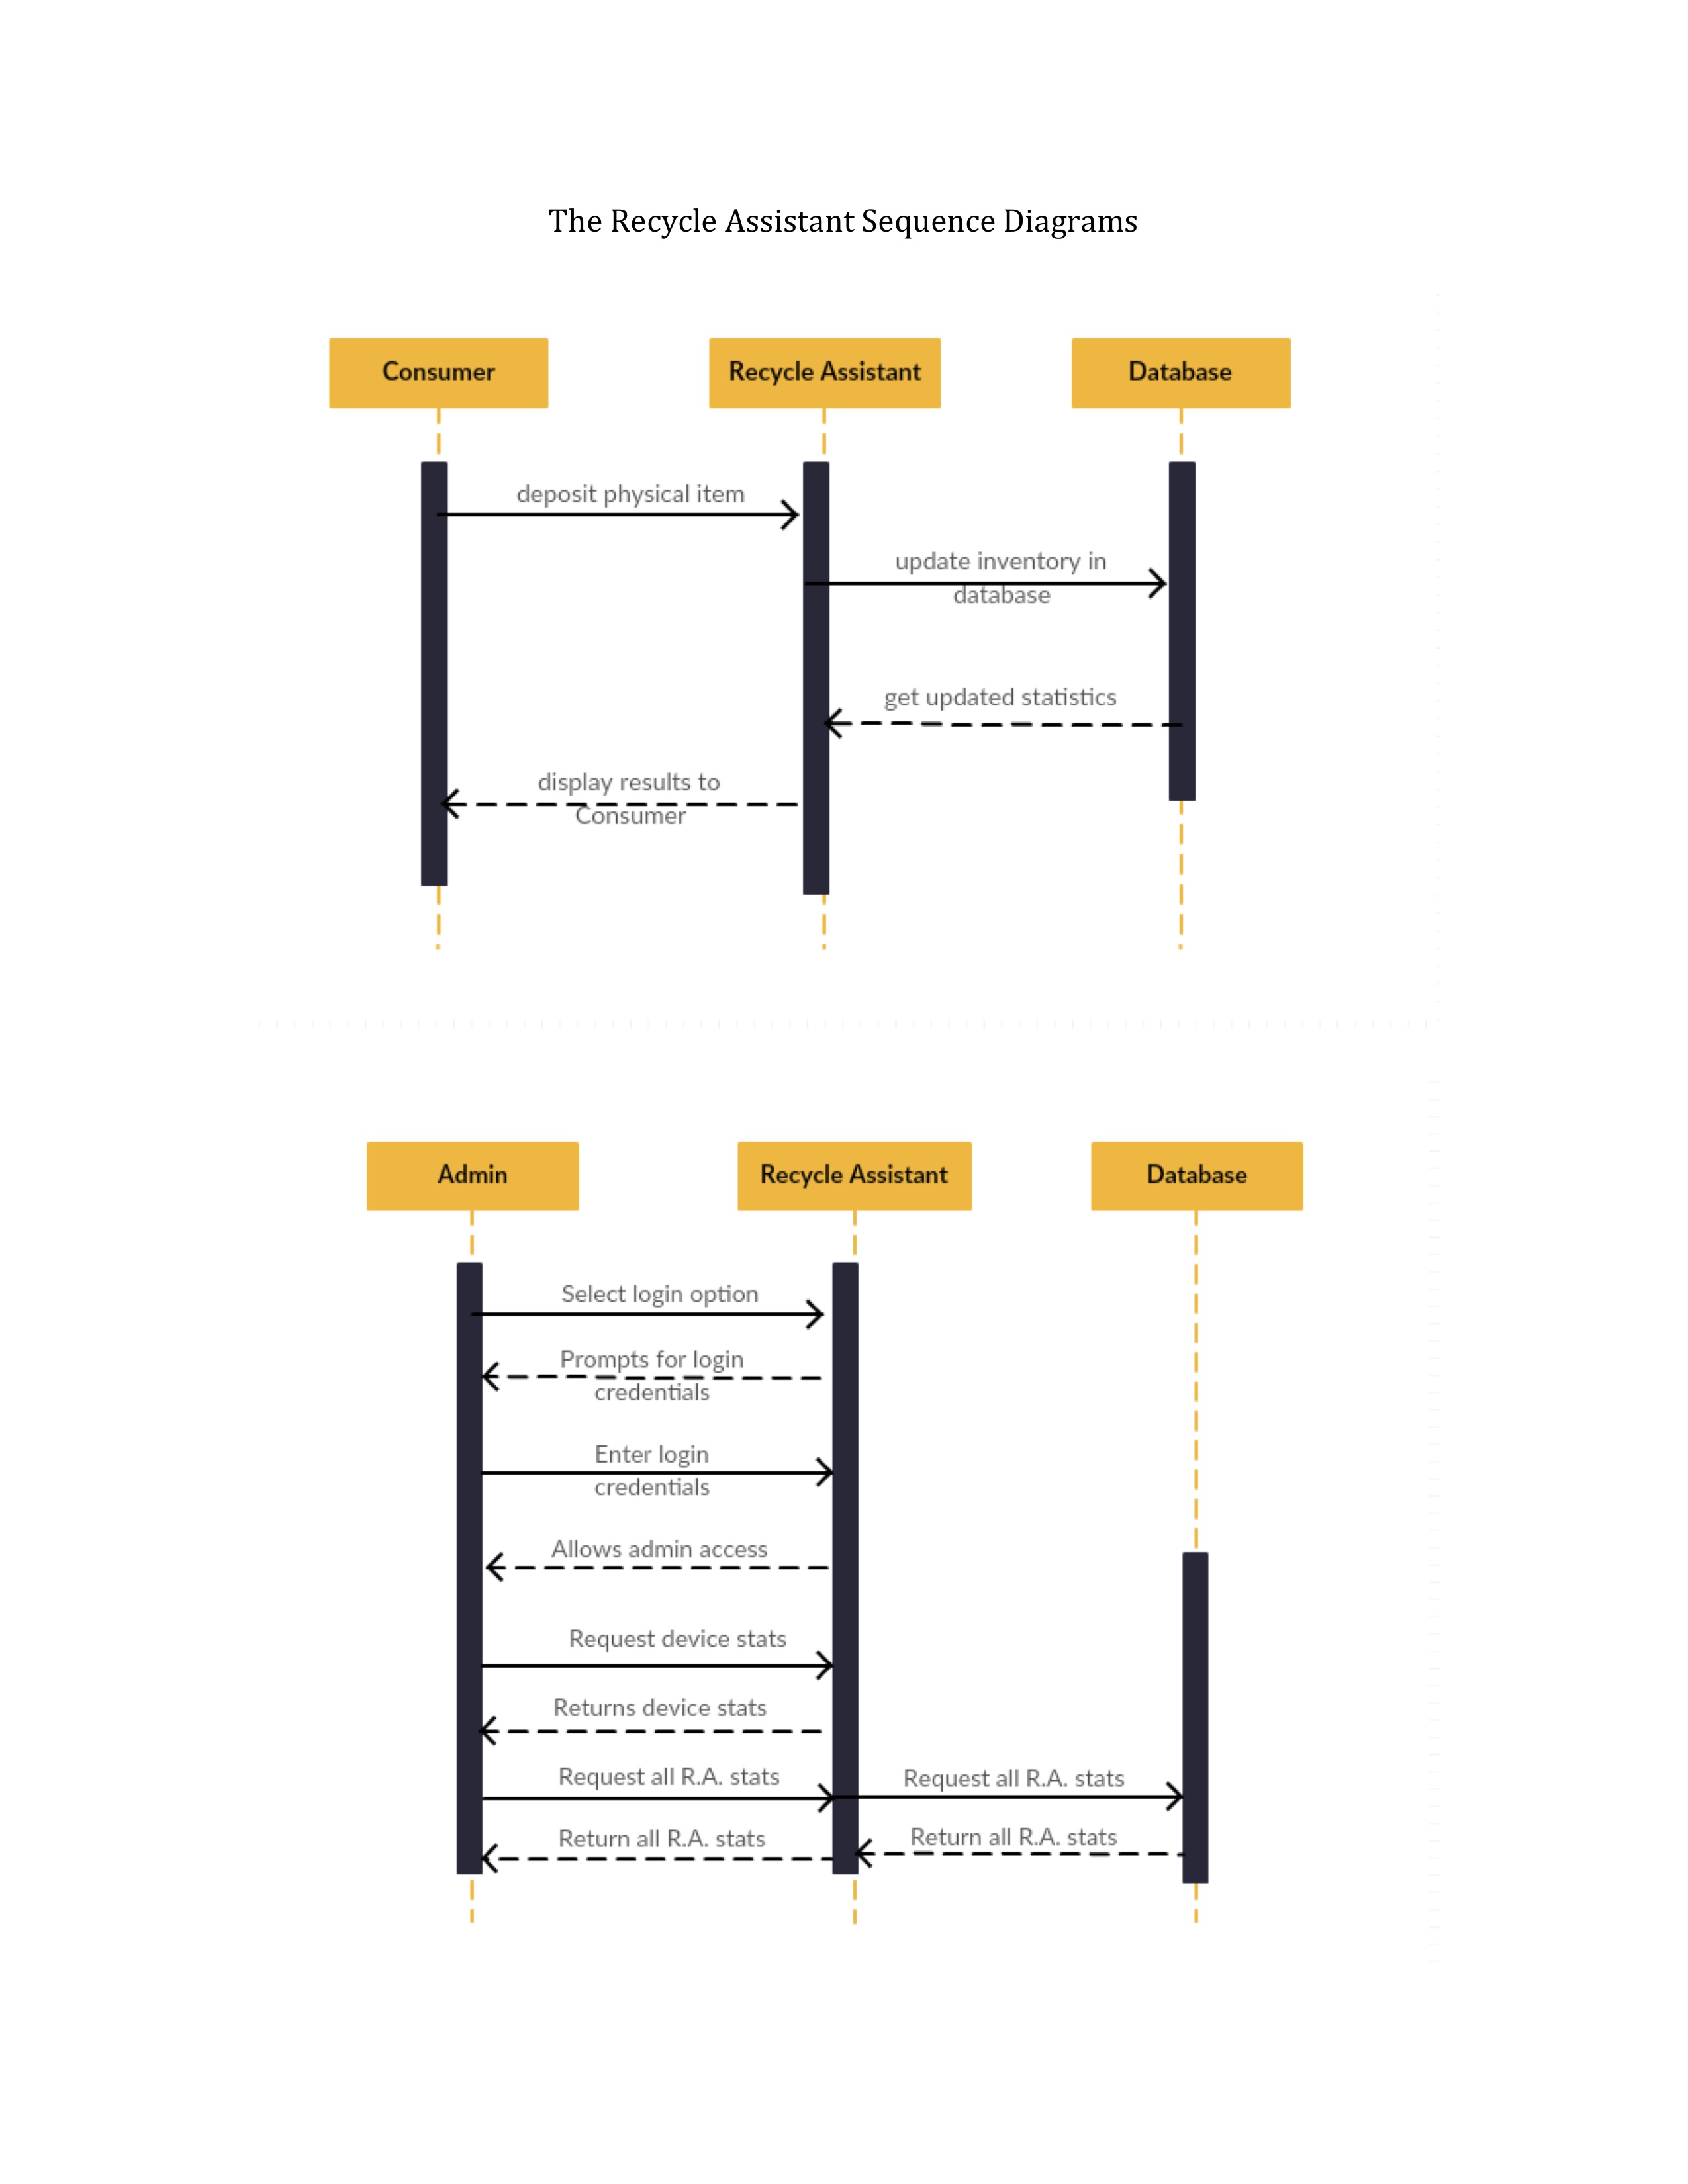 The Recycle Assistant Sequence Diagrams
Consumer
Recycle Assistant
Database
deposit physical item
update inventory in
database
get updated statistics
display results to
Consumer
Admin
Recycle Assistant
Database
Select login option
Prompts for login
credentials
Enter login
credentials
Allows admin access
Request device stats
Returns device stats
Request all R.A. stats
Request all R.A. stats
Return all R.A. stats
Return all R.A. stats